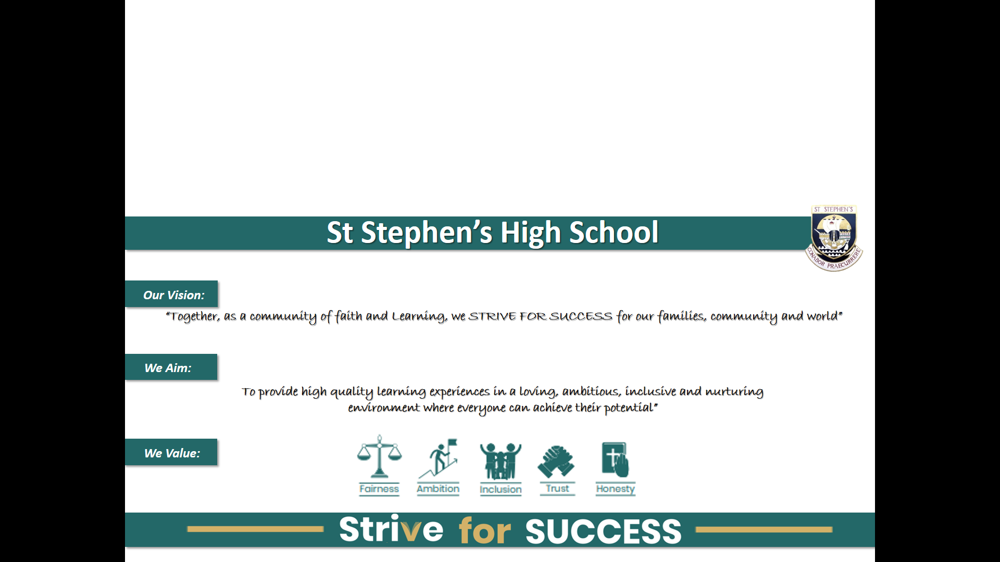 St Stephen’s High School
ST STEPHEN'S
CONABOR PRAECURRERE
Our Vision:
“Together, as a community of faith and Learning, we STRIVE FOR SUCCESS for our families, community and world”
We Aim:
To provide high quality learning experiences in a loving, ambitious, inclusive and nurturing
environment where everyone can achieve their potential”
We Value:
Fairness Ambition Inclusion Trust Honesty
Strive for SUCCESS